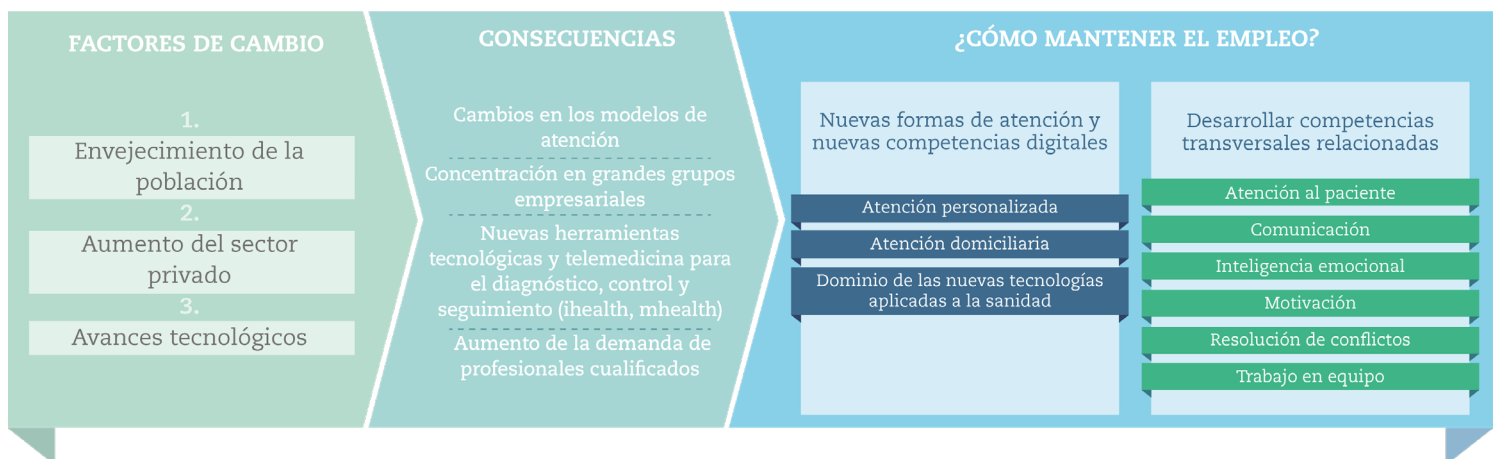 FACTORES DE CAMBIO
1.
Envejecimiento de la
población
2.
Aumento del sector
privado
3.
Avances tecnológicos
CONSECUENCIAS
Cambios en los modelos de
atención
Concentración en grandes grupos
empresariales
Nuevas herramientas
tecnológicas y telemedicina para
el diagnóstico, control y
seguimiento (ihealth, mhealth)
Aumento de la demanda de
profesionales cualificados
¿CÓMO MANTENER EL EMPLEO?
Nuevas formas de atención y
nuevas competencias digitales
Atención personalizada
Atención domiciliaria
Dominio de las nuevas tecnologías
aplicadas a la sanidad
Desarrollar competencias
transversales relacionadas
Atención al paciente
Comunicación
Inteligencia emocional
Motivación
Resolución de conflictos
Trabajo en equipo